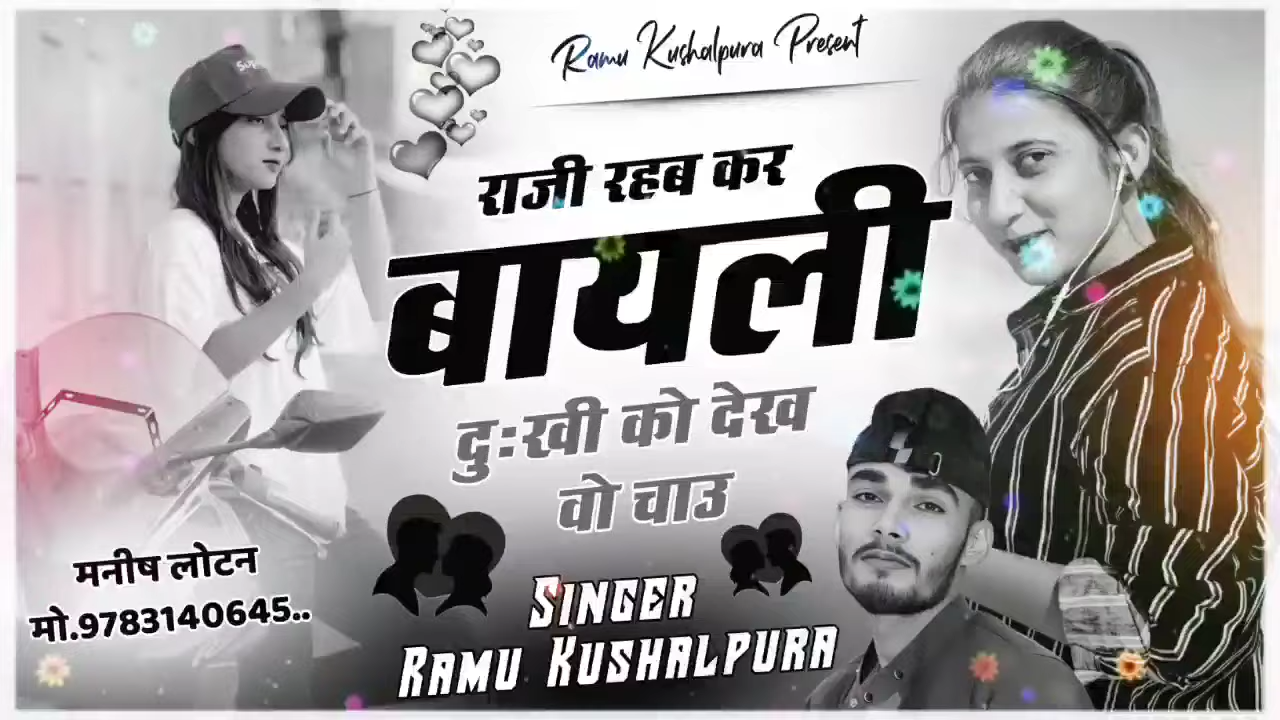 Ramu Kushalpura Present
राजी रहब कर
बायली
दुःखी को देख
वो चाउ
मनीष लोटन
मो.9783140645..
SINGER
RAMU KUSHALPURA